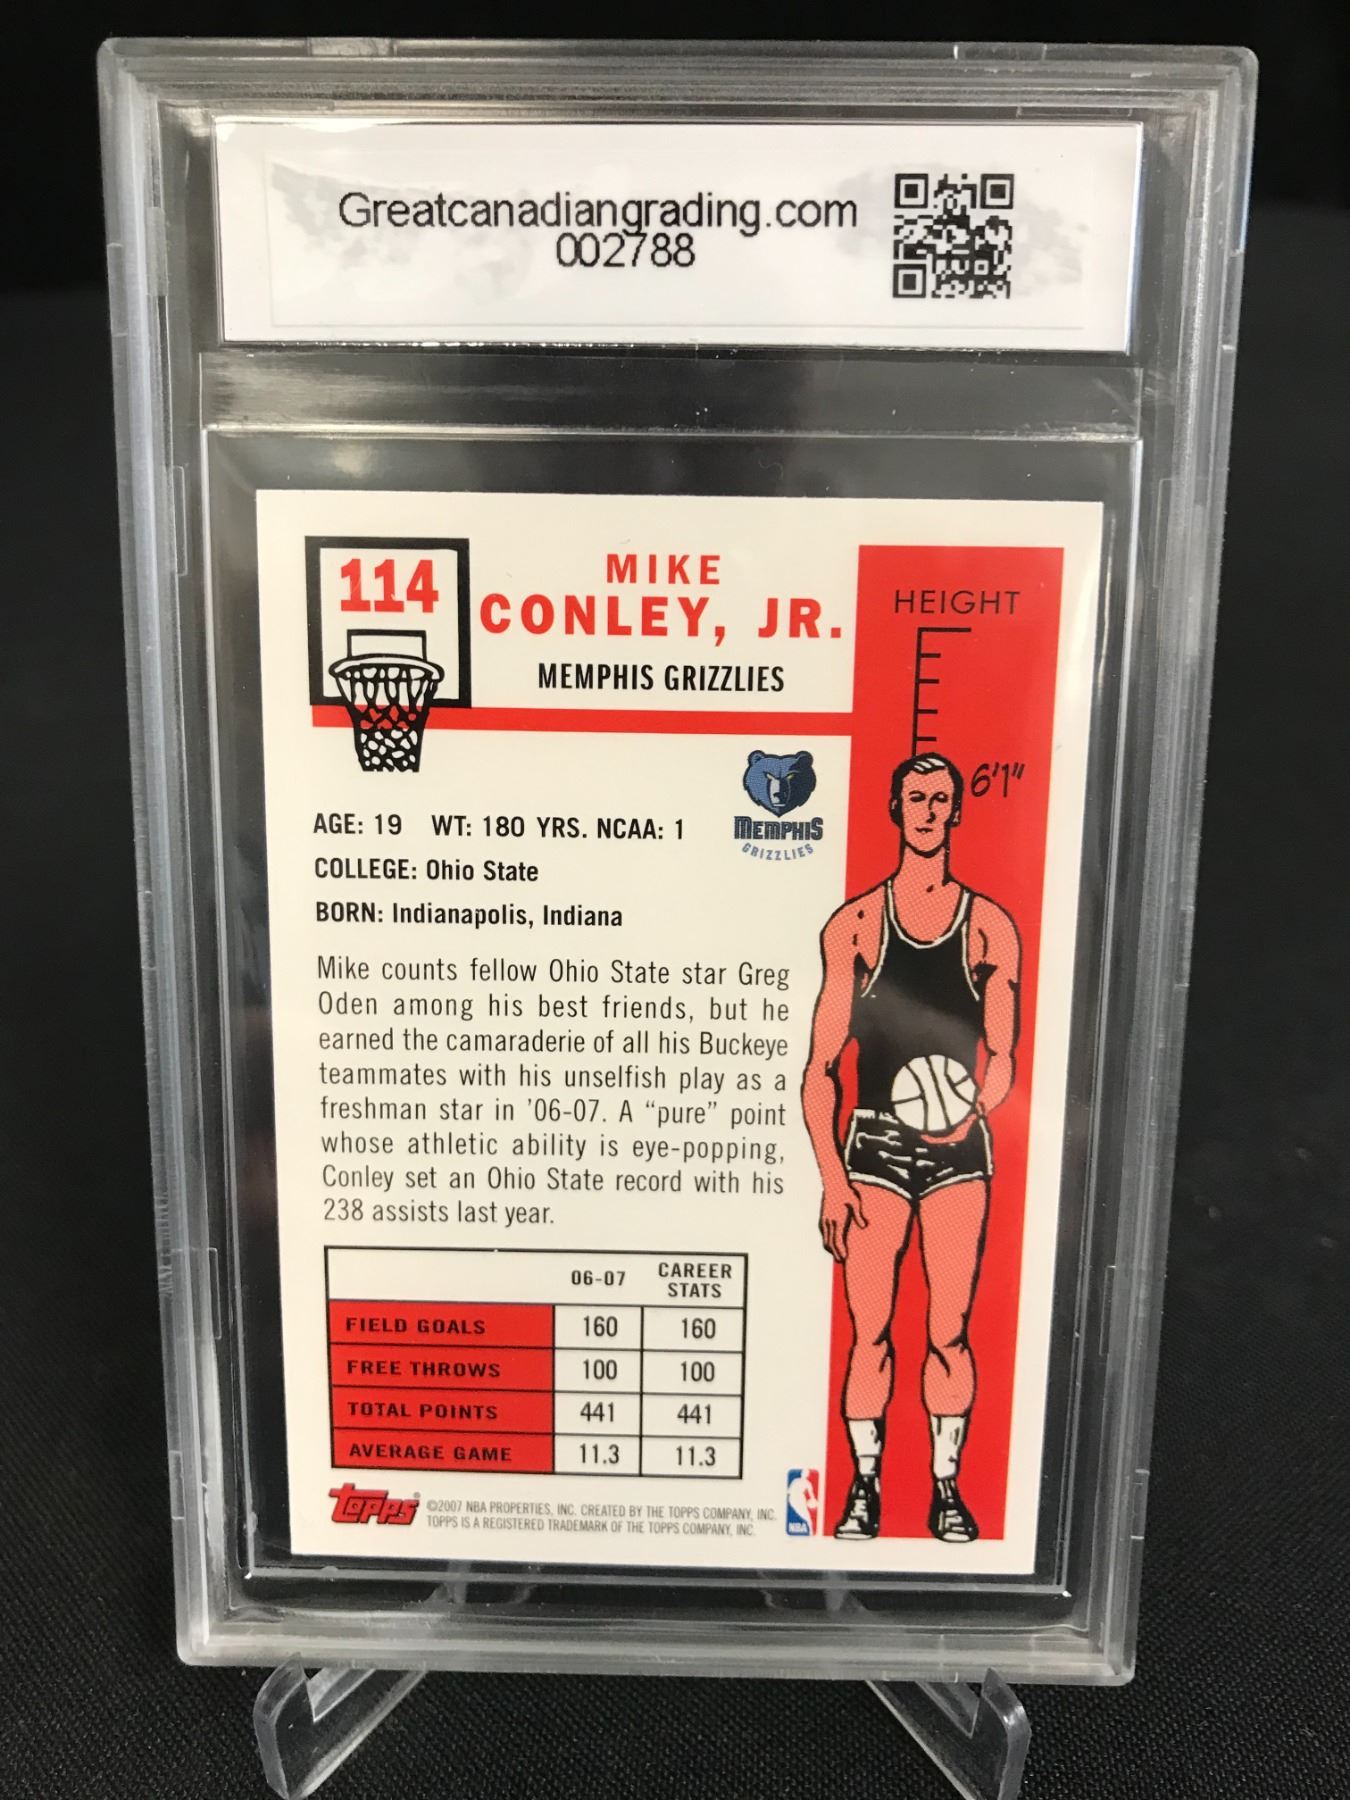 Greatcanadiangrading.com
002788
114
MIKE
CONLEY, JR.
MEMPHIS GRIZZLIES
HEIGHT
6'1"
MEMPHIS
GRIZZLIES
AGE: 19 WT: 180 YRS. NCAA: 1
COLLEGE: Ohio State
BORN: Indianapolis, Indiana
Mike counts fellow Ohio State star Greg
Oden among his best friends, but he
earned the camaraderie of all his Buckeye
teammates with his unselfish play as a
freshman star in '06-07. A “pure” point
whose athletic ability is eye-popping,
Conley set an Ohio State record with his
238 assists last year.
06-07 CAREER STATS
FIELD GOALS 160 160
FREE THROWS 100 100
TOTAL POINTS 441 441
AVERAGE GAME 11.3 11.3
Topps® ©2007 NBA PROPERTIES, INC. CREATED BY THE TOPPS COMPANY, INC.
TOPPS IS A REGISTERED TRADEMARK OF THE TOPPS COMPANY, INC.
NBA